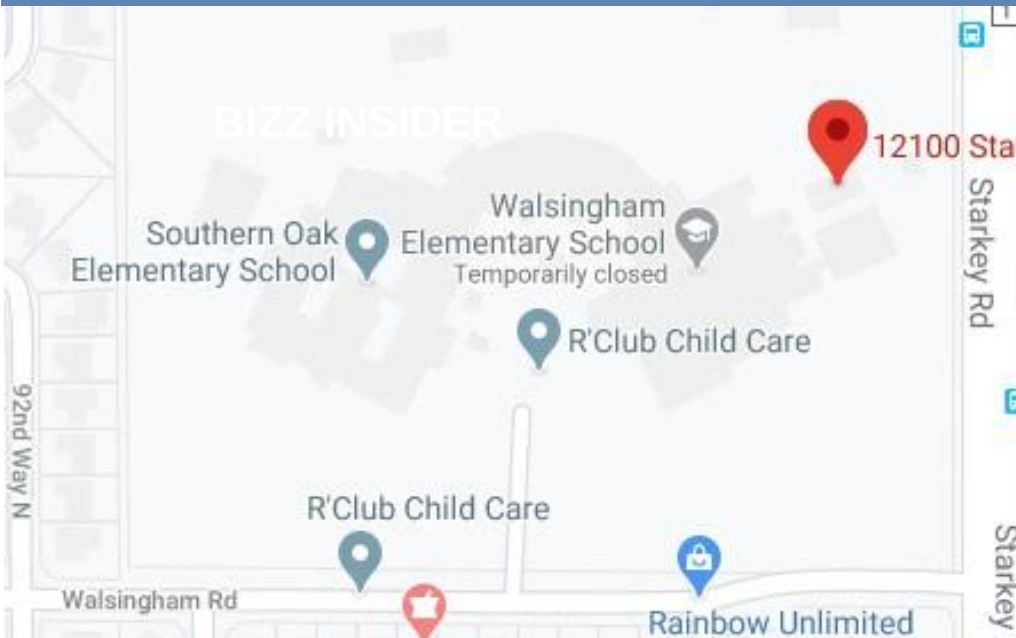 BIZZ INSIDER
12100 Sta
Walsingham
Elementary School
Temporarily closed
Southern Oak
Elementary School
Starkey Rd
R'Club Child Care
92nd Way N
R'Club Child Care
Starkey
Walsingham Rd
Rainbow Unlimited